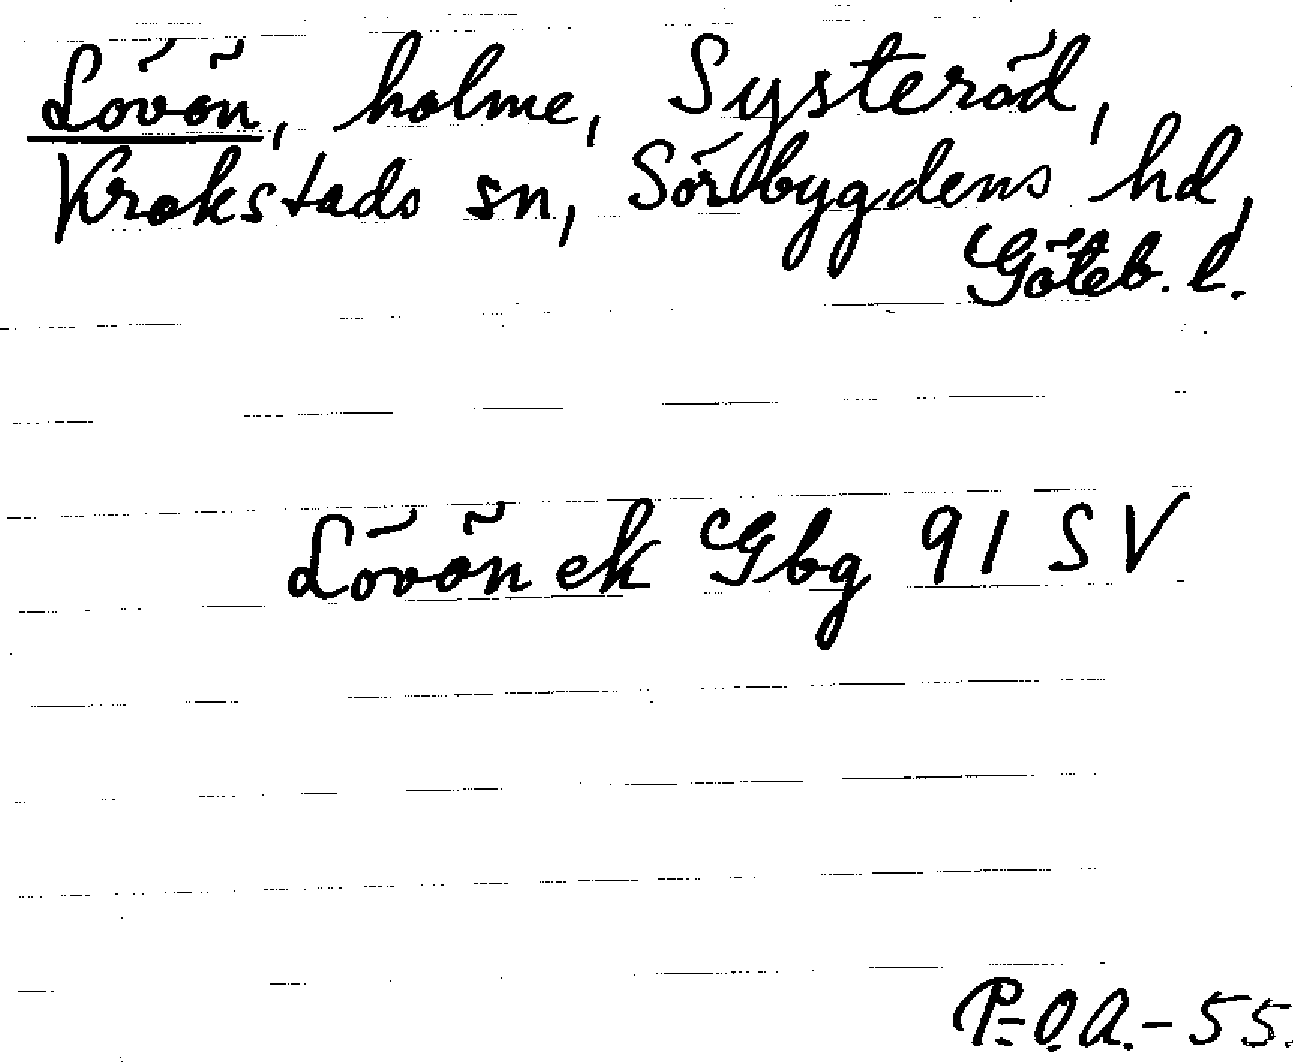 Lövön, holme, Systeröd,
Krokstads sn, Sörbygdens hd,
Göteb. l.
Lövön ek Gbg 91 SV
P-O.A.-55.